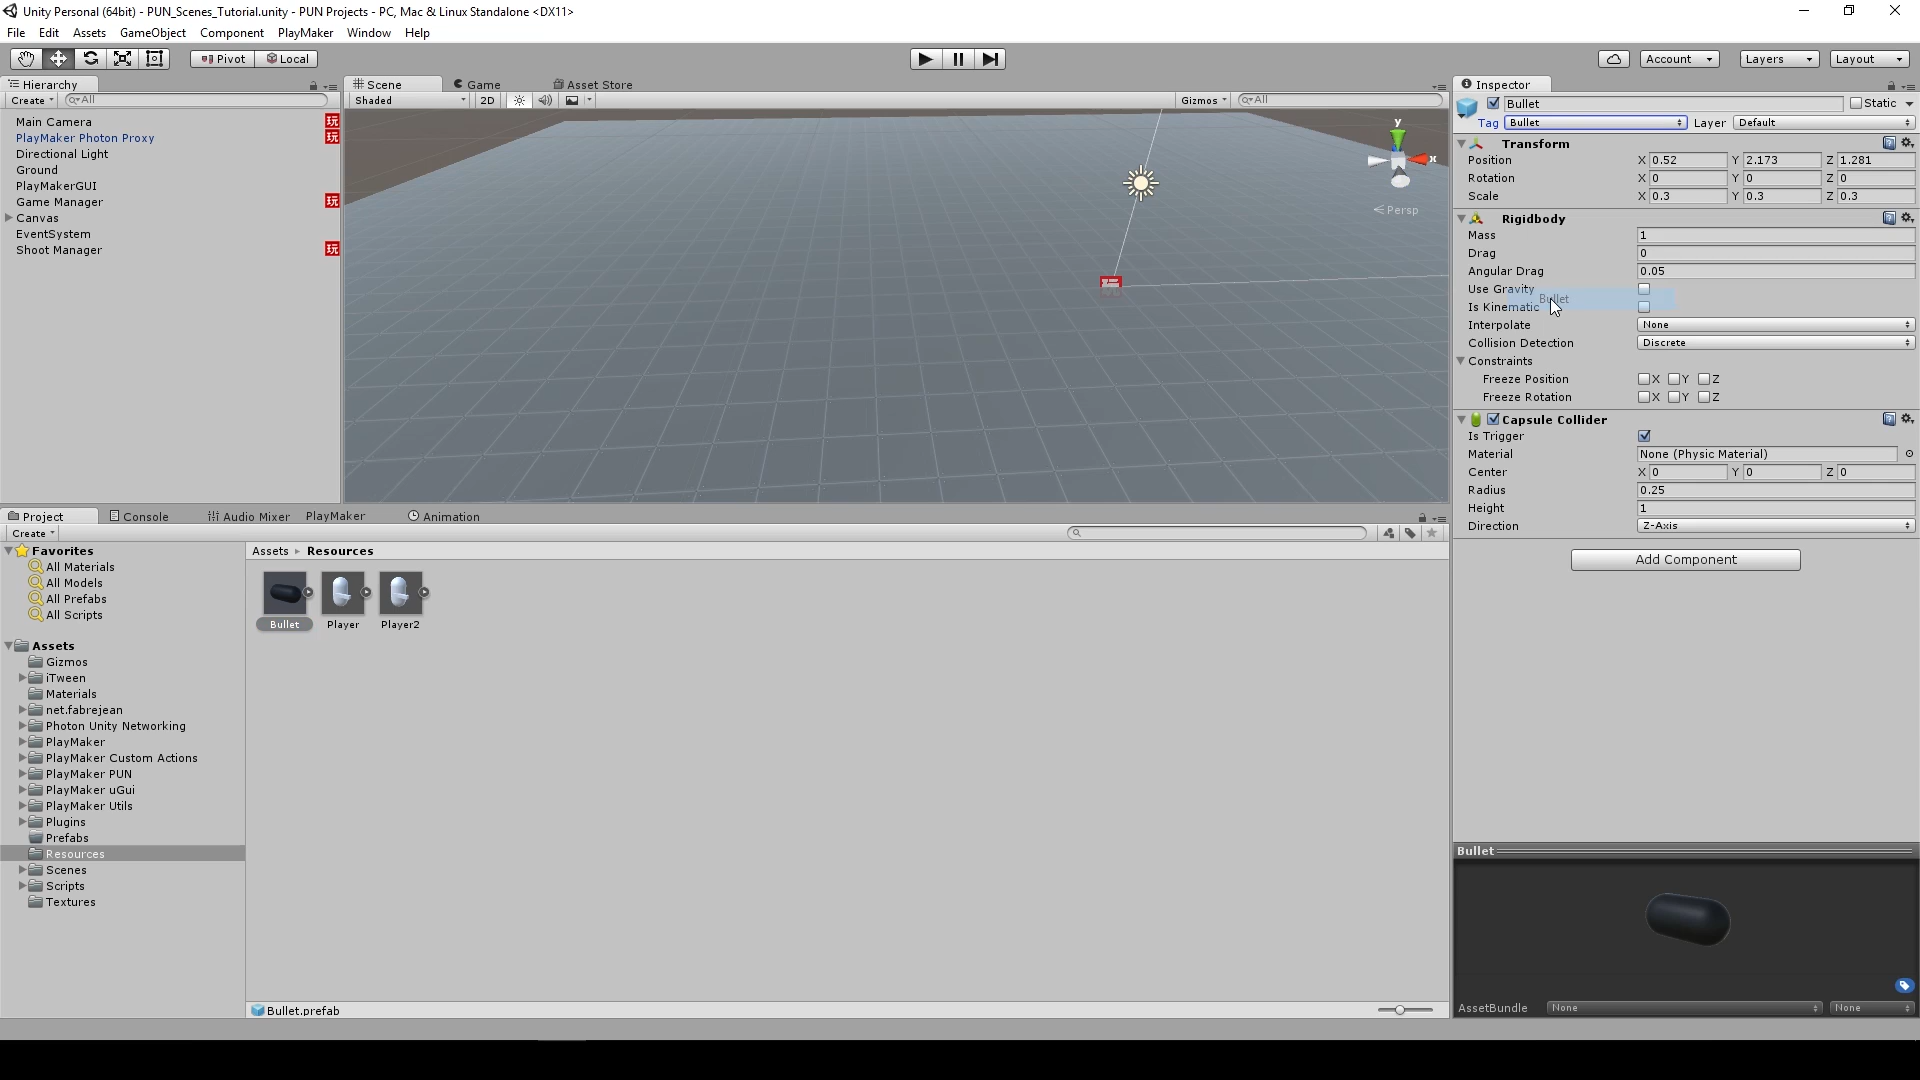 Unity Personal (64bit) - PUN_Scenes_Tutorial.unity - PUN Projects - PC, Mac & Linux Standalone <DX11>
File Edit Assets GameObject Component PlayMaker Window Help
Pivot Local Account Layers Layout
Hierarchy
Create All
Main Camera 玩
PlayMaker Photon Proxy 玩
Directional Light
Ground
PlayMakerGUI
Game Manager 玩
Canvas
EventSystem
Shoot Manager 玩
Scene Game Asset Store
Shaded 2D Gizmos All
y
x
Persp
Inspector
Bullet Static
Tag Bullet Layer Default
Transform
Position X 0.52 Y 2.173 Z 1.281
Rotation X 0 Y 0 Z 0
Scale X 0.3 Y 0.3 Z 0.3
Rigidbody
Mass 1
Drag 0
Angular Drag 0.05
Use Gravity
Bullet
Is Kinematic
Interpolate None
Collision Detection Discrete
Constraints
Freeze Position X Y Z
Freeze Rotation X Y Z
Capsule Collider
Is Trigger
Material None (Physic Material)
Center X 0 Y 0 Z 0
Radius 0.25
Height 1
Direction Z-Axis
Add Component
Project Console Audio Mixer PlayMaker Animation
Create
Favorites
All Materials
All Models
All Prefabs
All Scripts
Assets
Gizmos
iTween
Materials
net.fabrejean
Photon Unity Networking
PlayMaker
PlayMaker Custom Actions
PlayMaker PUN
PlayMaker uGui
PlayMaker Utils
Plugins
Prefabs
Resources
Scenes
Scripts
Textures
Assets Resources
Bullet Player Player2
Bullet.prefab
Bullet
AssetBundle None None